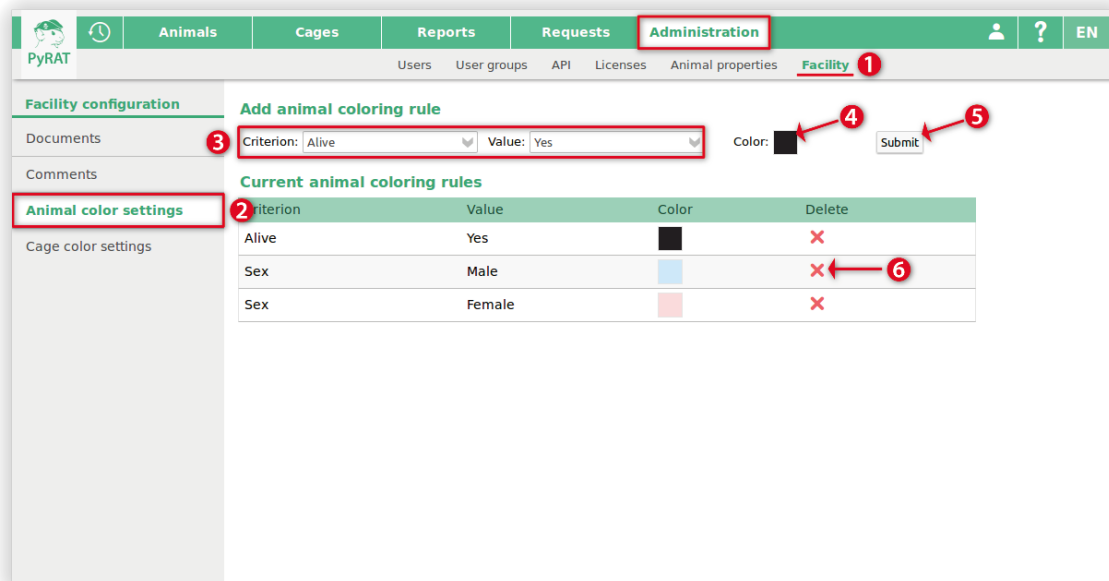 Animals Cages Reports Requests Administration ? EN
PyRAT
Users User groups API Licenses Animal properties Facility 1
Facility configuration
Documents
Comments
Animal color settings 2
Cage color settings
Add animal coloring rule
3 Criterion: Alive Value: Yes Color: 4 Submit 5
Current animal coloring rules
riterion Value Color Delete
Alive Yes
Sex Male 6
Sex Female